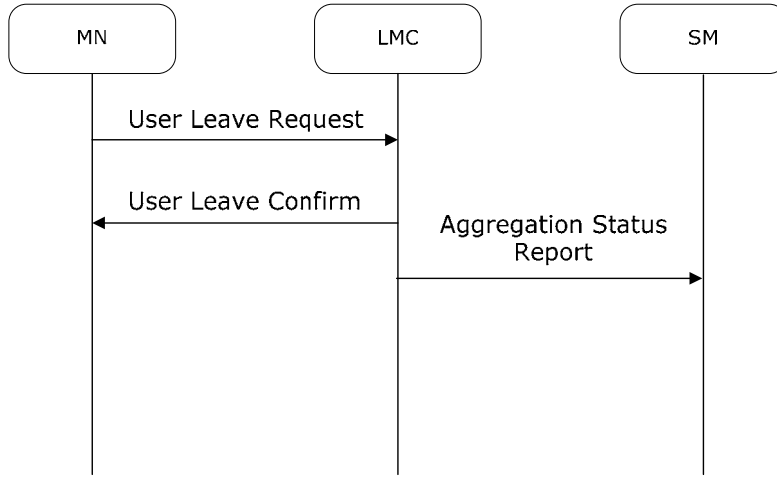 MN
LMC
SM
User Leave Request
User Leave Confirm
Aggregation Status
Report